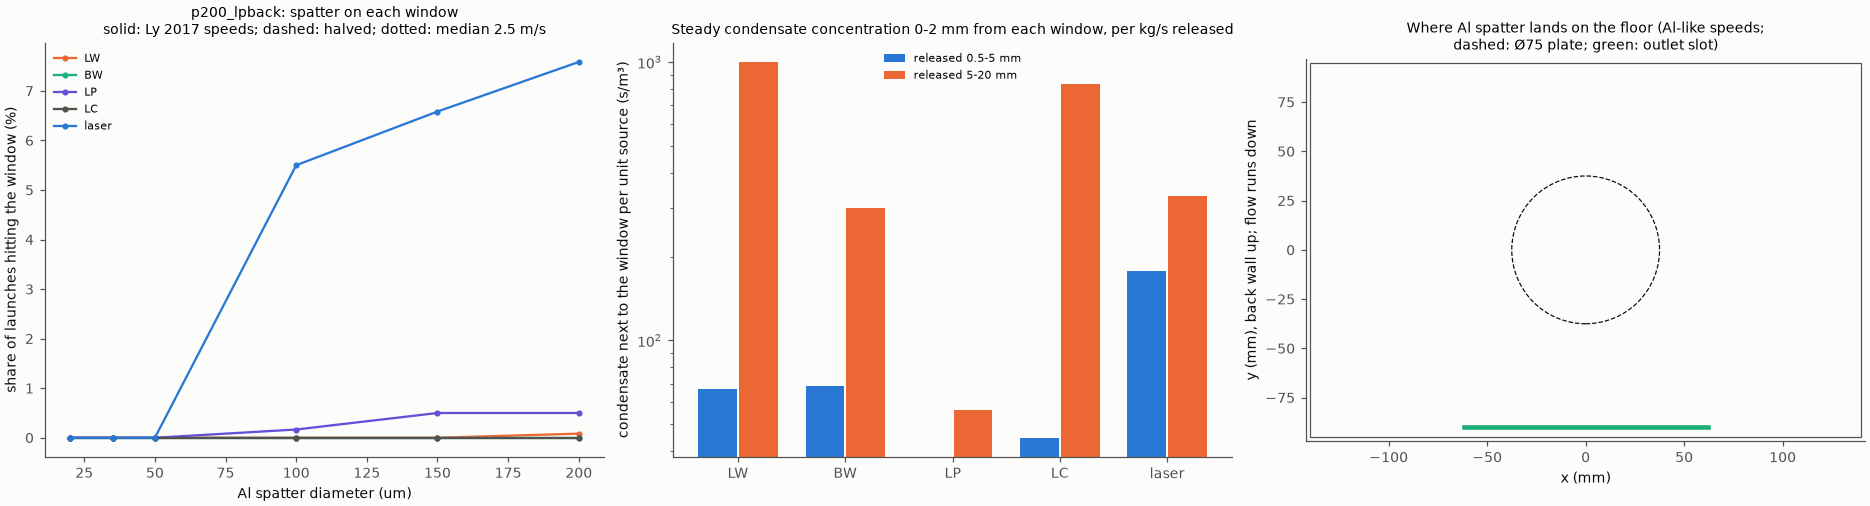 p200_lpback: spatter on each window
solid: Ly 2017 speeds; dashed: halved; dotted: median 2.5 m/s
share of launches hitting the window (%)
7
6
5
4
3
2
1
0
LW
BW
LP
LC
laser
25
50
75
100
125
150
175
200
Al spatter diameter (um)
Steady condensate concentration 0-2 mm from each window, per kg/s released
condensate next to the window per unit source (s/m³)
10³
10²
released 0.5-5 mm
released 5-20 mm
LW
BW
LP
LC
laser
Where Al spatter lands on the floor (Al-like speeds;
dashed: Ø75 plate; green: outlet slot)
y (mm), back wall up; flow runs down
75
50
25
0
−25
−50
−75
−100
−50
0
50
100
x (mm)